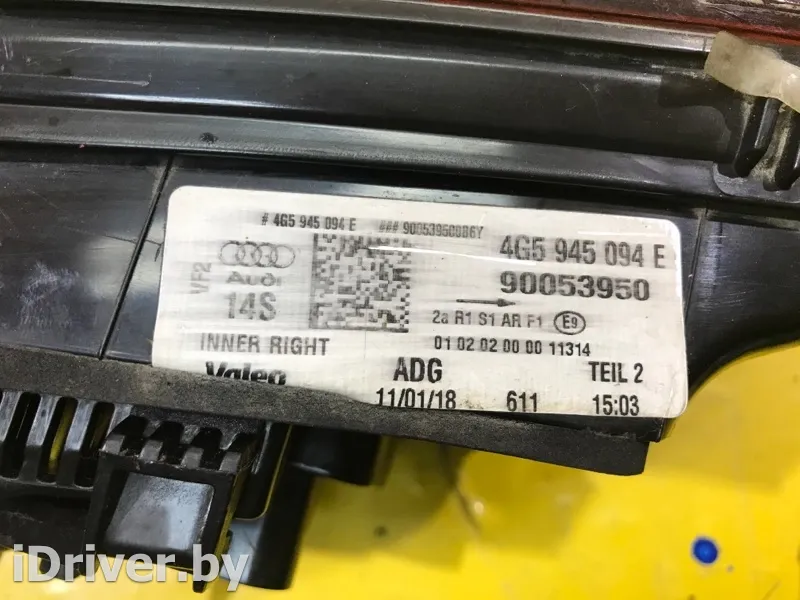 # 4G5 945 094 E ### 90053950086Y
4G5 945 094 E
90053950
VF2
Audi
14S
2a R1 S1 AR F1 E9
01 02 02 00 00 11314
INNER RIGHT
Valeo
ADG
TEIL 2
11/01/18 611 15:03
iDriver.by